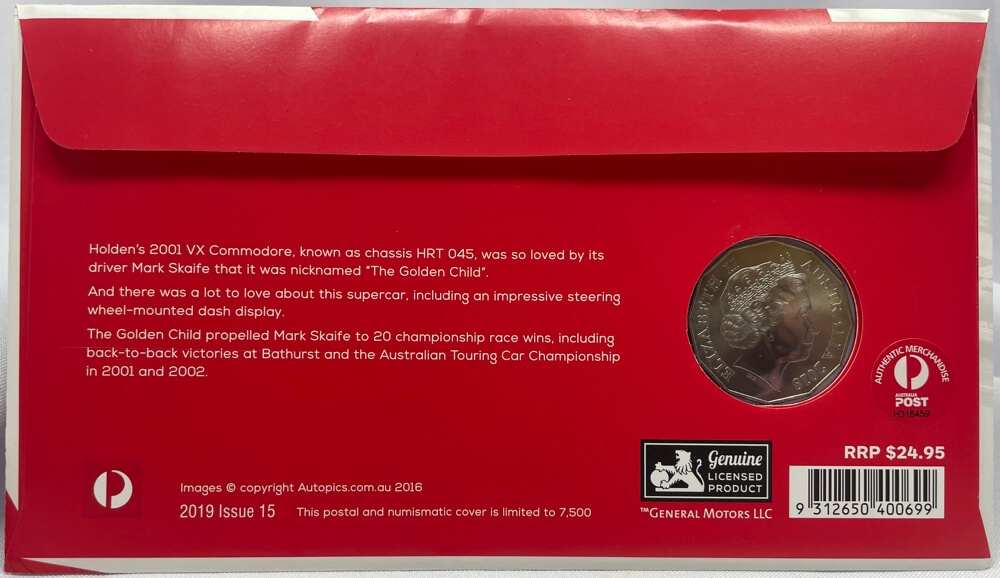 Holden's 2001 VX Commodore, known as chassis HRT 045, was so loved by its
driver Mark Skaife that it was nicknamed "The Golden Child".
And there was a lot to love about this supercar, including an impressive steering
wheel-mounted dash display.
The Golden Child propelled Mark Skaife to 20 championship race wins, including
back-to-back victories at Bathurst and the Australian Touring Car Championship
in 2001 and 2002.
ELIZABETH II AUSTRALIA 2016
AUTHENTIC MERCHANDISE
AUSTRALIA
POST
H318459
Genuine
LICENSED
PRODUCT
™GENERAL MOTORS LLC
RRP $24.95
9 312650 400699
Images © copyright Autopics.com.au 2016
2019 Issue 15 This postal and numismatic cover is limited to 7,500